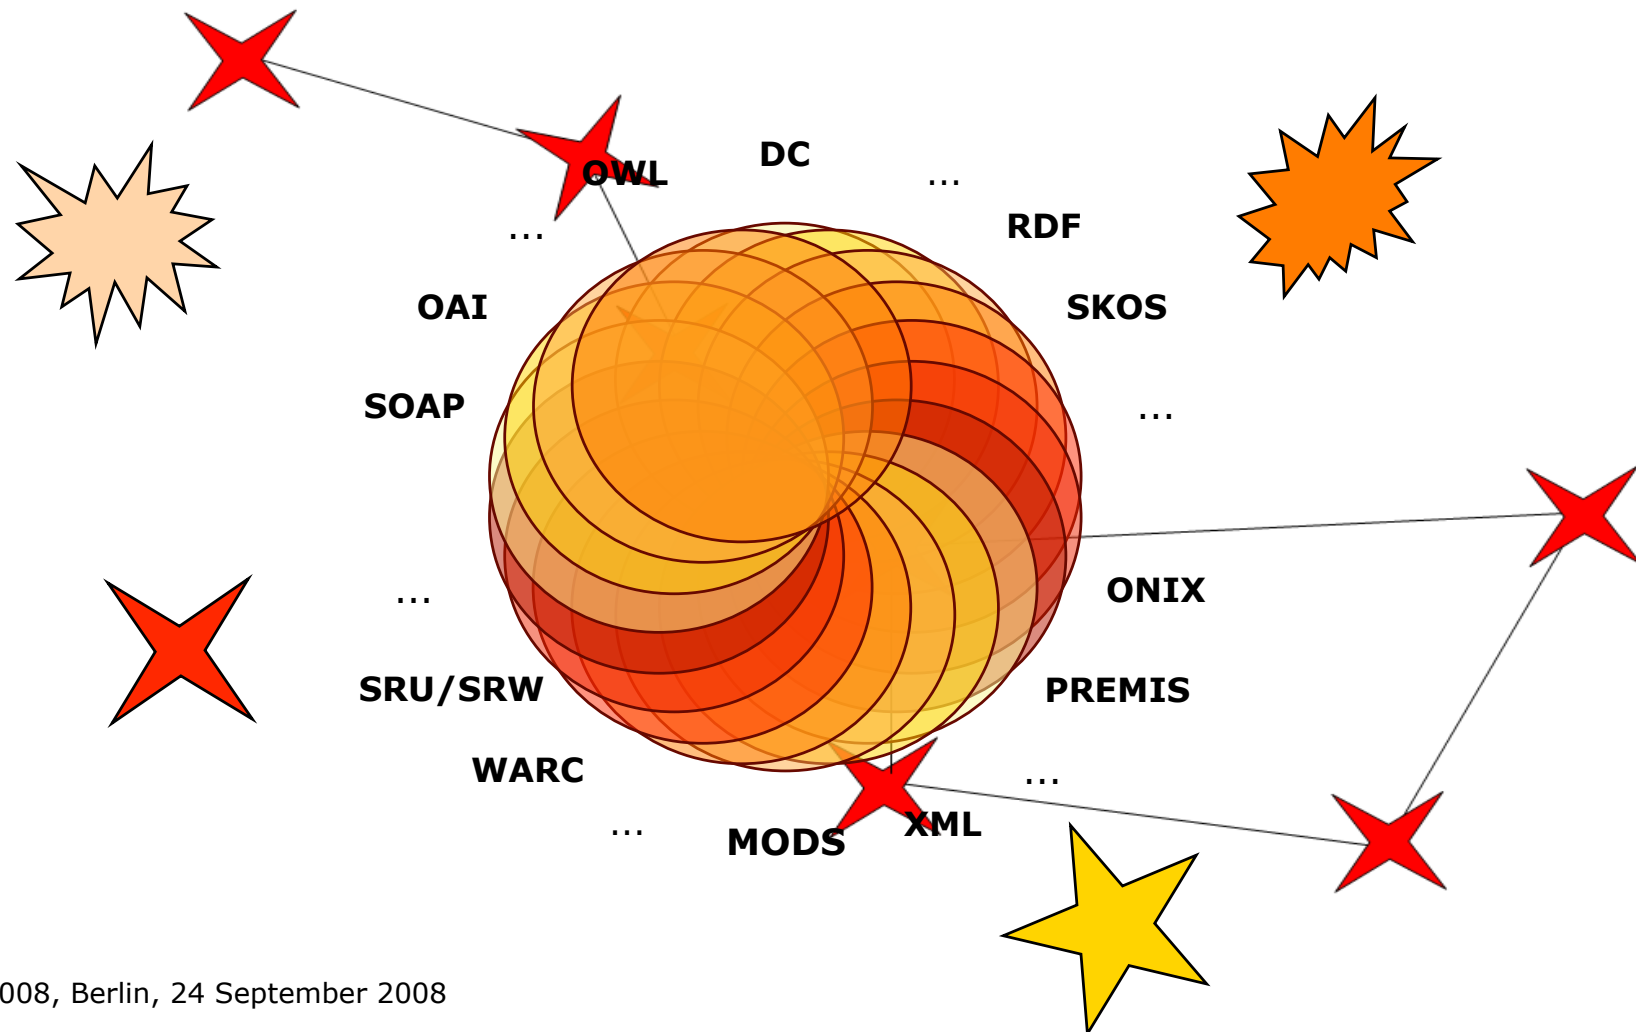 DC
OWL
...
RDF
...
OAI
SKOS
SOAP
...
ONIX
...
SRU/SRW
PREMIS
WARC
...
XML
...
MODS
008, Berlin, 24 September 2008